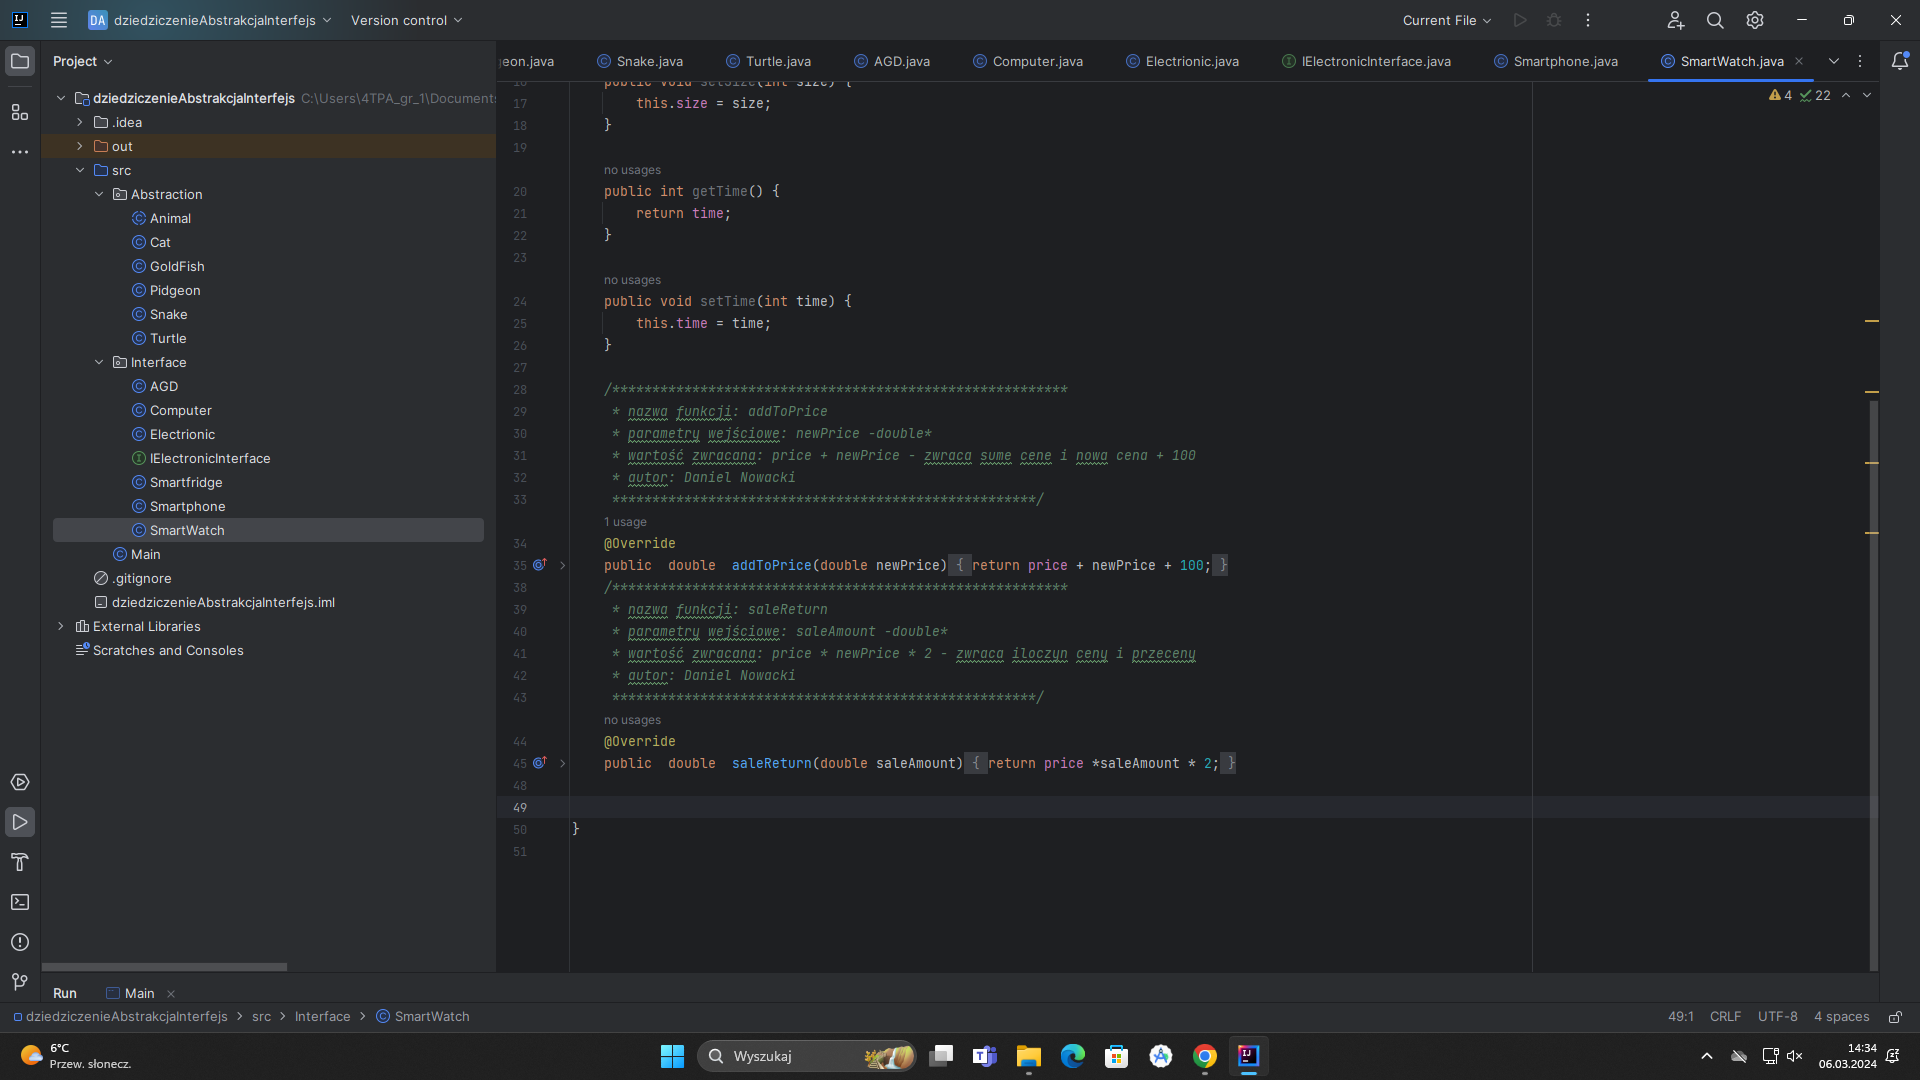 DA dziedziczenieAbstrakcjaInterfejs Version control Current File
Project
eon.java Snake.java Turtle.java AGD.java Computer.java Electrionic.java IElectronicInterface.java Smartphone.java SmartWatch.java
dziedziczenieAbstrakcjaInterfejs C:\Users\4TPA_gr_1\Documents
.idea
out
src
Abstraction
Animal
Cat
GoldFish
Pidgeon
Snake
Turtle
Interface
AGD
Computer
Electrionic
IElectronicInterface
Smartfridge
Smartphone
SmartWatch
Main
.gitignore
dziedziczenieAbstrakcjaInterfejs.iml
External Libraries
Scratches and Consoles
4 22
16 public void setSize(int size) {
17 this.size = size;
18 }
19
no usages
20 public int getTime() {
21 return time;
22 }
23
no usages
24 public void setTime(int time) {
25 this.time = time;
26 }
27
28 /*********************************************************
29 * nazwa funkcji: addToPrice
30 * parametry wejściowe: newPrice -double*
31 * wartość zwracana: price + newPrice - zwraca sume cene i nowa cena + 100
32 * autor: Daniel Nowacki
33 *****************************************************/
1 usage
34 @Override
35 public  double  addToPrice(double newPrice) { return price + newPrice + 100; }
38 /*********************************************************
39 * nazwa funkcji: saleReturn
40 * parametry wejściowe: saleAmount -double*
41 * wartość zwracana: price * newPrice * 2 - zwraca iloczyn ceny i przeceny
42 * autor: Daniel Nowacki
43 *****************************************************/
no usages
44 @Override
45 public  double  saleReturn(double saleAmount) { return price *saleAmount * 2; }
48
49
50 }
51
Run Main
dziedziczenieAbstrakcjaInterfejs > src > Interface > SmartWatch 49:1 CRLF UTF-8 4 spaces
6°C
Przew. słonecz.
Wyszukaj
14:34
06.03.2024